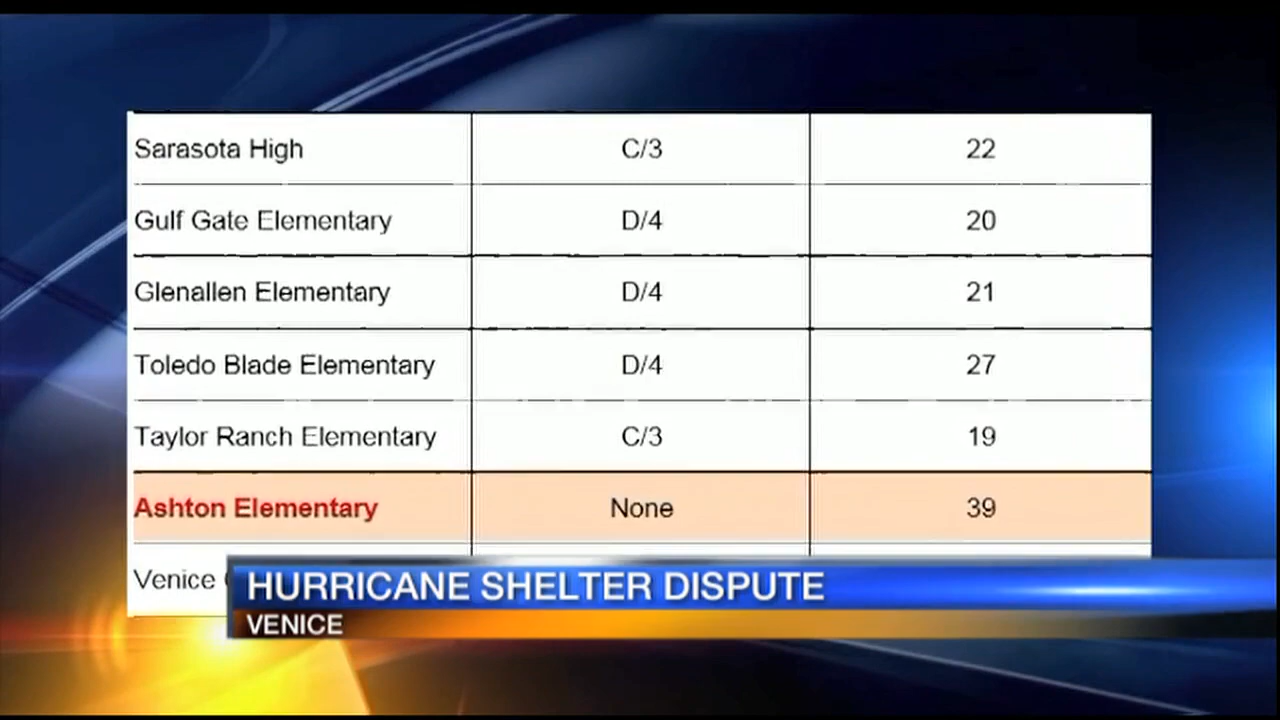 Sarasota High C/3 22
Gulf Gate Elementary D/4 20
Glenallen Elementary D/4 21
Toledo Blade Elementary D/4 27
Taylor Ranch Elementary C/3 19
Ashton Elementary None 39
Venice
HURRICANE SHELTER DISPUTE
VENICE